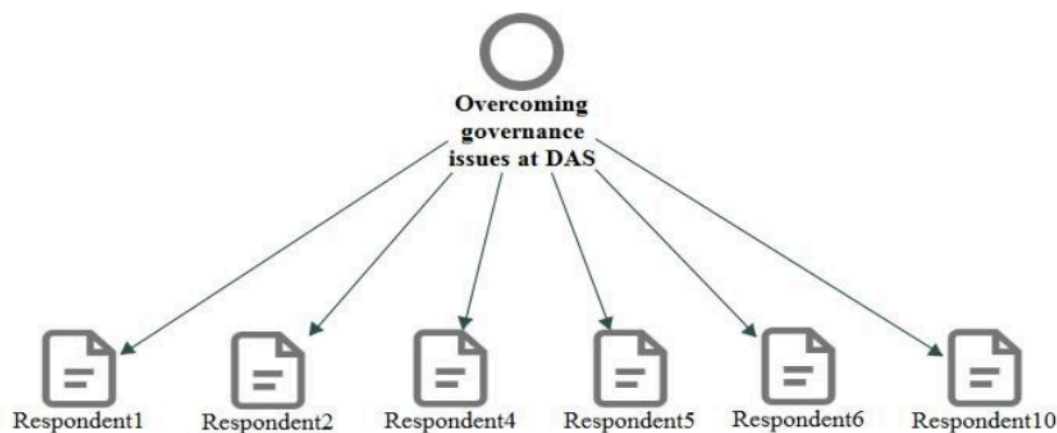 Overcoming
governance
issues at DAS
Respondent1 Respondent2 Respondent4 Respondent5 Respondent6 Respondent10